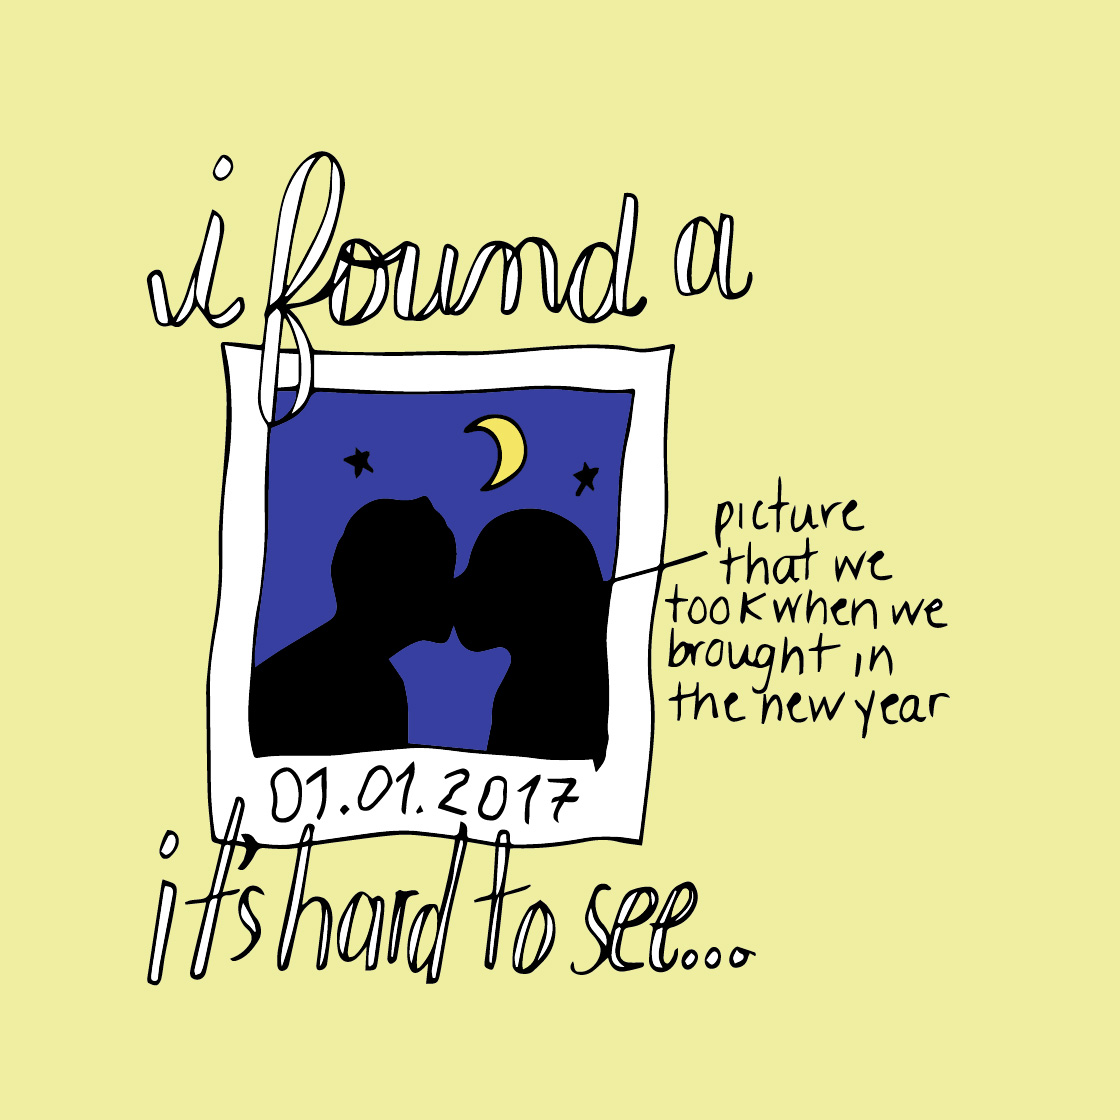 i found a
picture
that we
took when we
brought in
the new year
01.01.2017
it's hard to see...